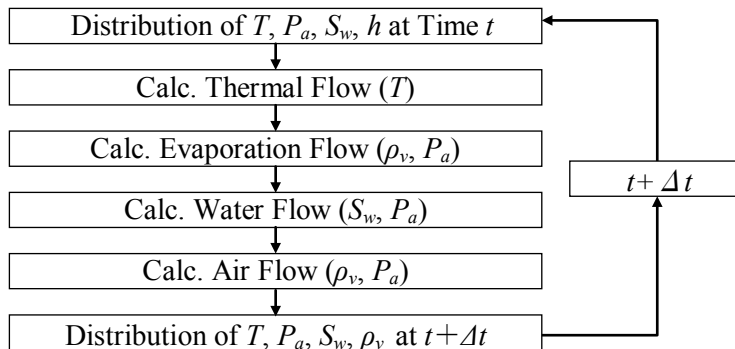 Distribution of T, Pa, Sw, h at Time t
Calc. Thermal Flow (T)
Calc. Evaporation Flow (ρv, Pa)
Calc. Water Flow (Sw, Pa)
Calc. Air Flow (ρv, Pa)
Distribution of T, Pa, Sw, ρv at t+Δt
t+ Δt